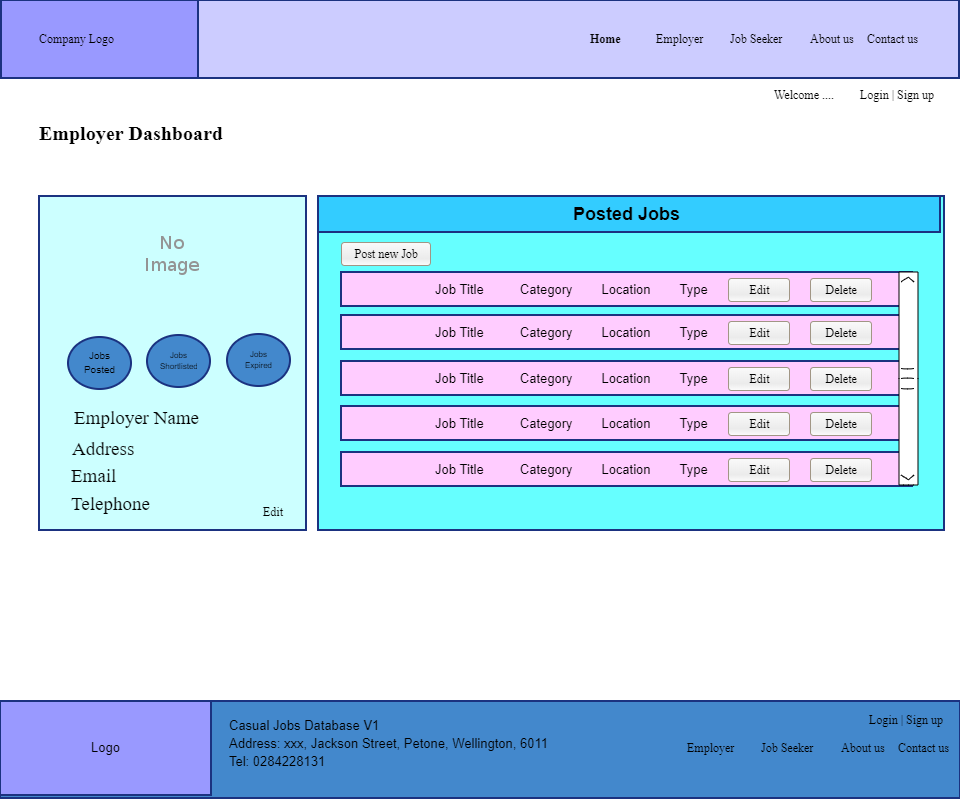 Company Logo
Home Employer Job Seeker About us Contact us
Welcome .... Login | Sign up
Employer Dashboard
No
Image
Jobs
Posted
Jobs
Shortlisted
Jobs
Expired
Employer Name
Address
Email
Telephone
Edit
Posted Jobs
Post new Job
Job Title Category Location Type Edit Delete
Job Title Category Location Type Edit Delete
Job Title Category Location Type Edit Delete
Job Title Category Location Type Edit Delete
Job Title Category Location Type Edit Delete
Logo
Casual Jobs Database V1
Address: xxx, Jackson Street, Petone, Wellington, 6011
Tel: 0284228131
Login | Sign up
Employer Job Seeker About us Contact us